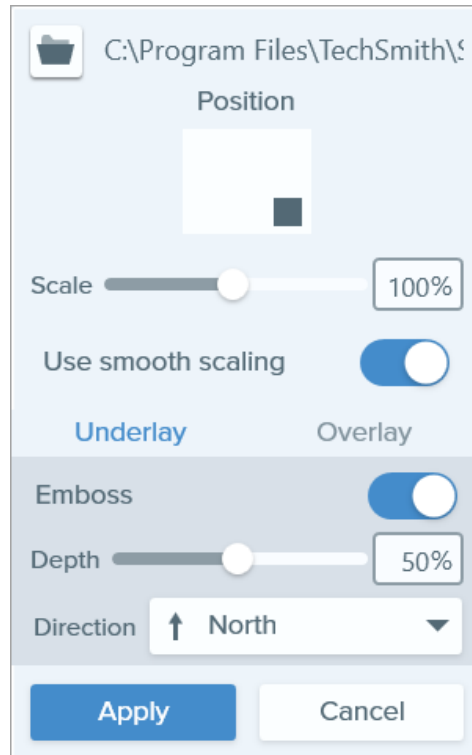 C:\Program Files\TechSmith\S
Position
Scale 100%
Use smooth scaling
Underlay Overlay
Emboss
Depth 50%
Direction North
Apply Cancel